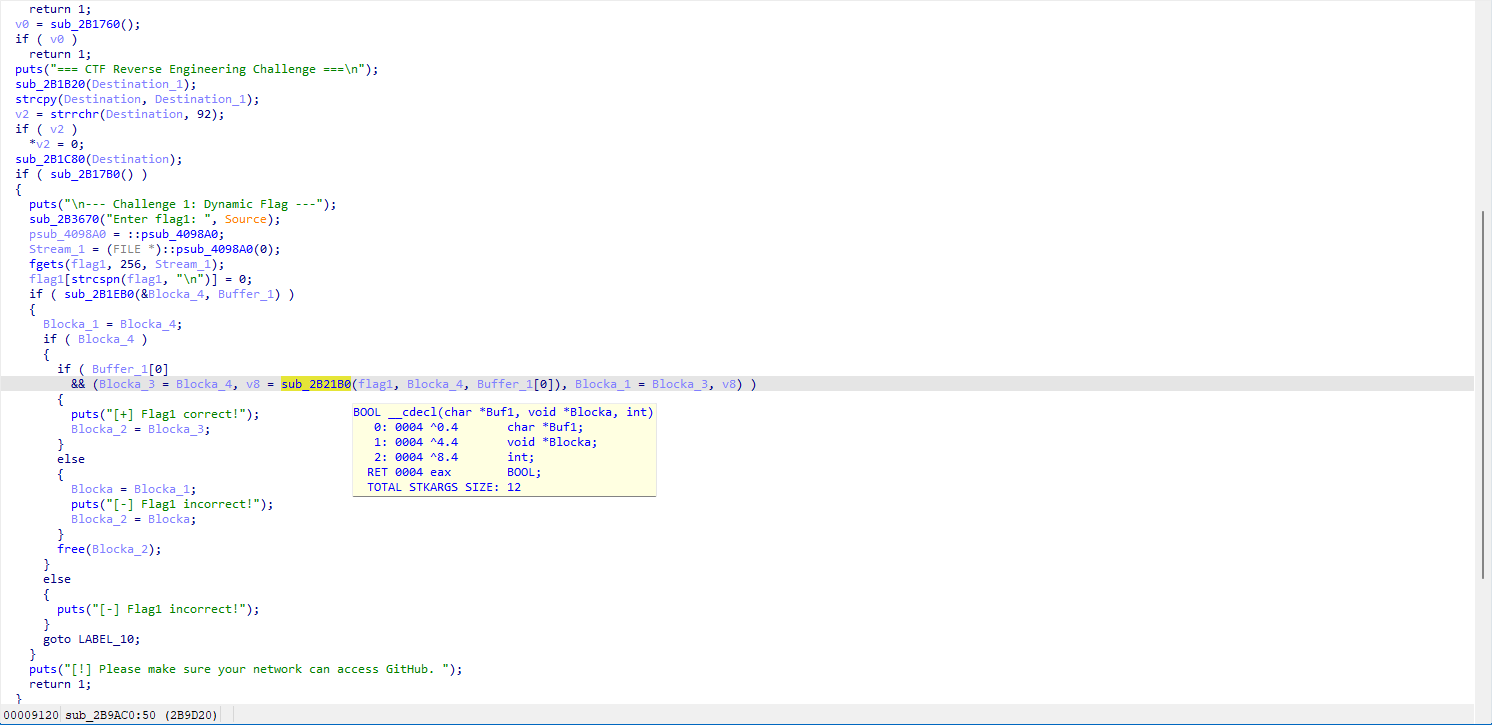 return 1;
v0 = sub_2B1760();
if ( v0 )
return 1;
puts("=== CTF Reverse Engineering Challenge ===\n");
sub_2B1B20(Destination_1);
strcpy(Destination, Destination_1);
v2 = strrchr(Destination, 92);
if ( v2 )
*v2 = 0;
sub_2B1C80(Destination);
if ( sub_2B17B0() )
{
puts("\n--- Challenge 1: Dynamic Flag ---");
sub_2B3670("Enter flag1: ", Source);
psub_4098A0 = ::psub_4098A0;
Stream_1 = (FILE *)::psub_4098A0(0);
fgets(flag1, 256, Stream_1);
flag1[strcspn(flag1, "\n")] = 0;
if ( sub_2B1EB0(&Blocka_4, Buffer_1) )
{
Blocka_1 = Blocka_4;
if ( Blocka_4 )
{
if ( Buffer_1[0]
&& (Blocka_3 = Blocka_4, v8 = sub_2B21B0(flag1, Blocka_4, Buffer_1[0]), Blocka_1 = Blocka_3, v8) )
{
puts("[+] Flag1 correct!");
Blocka_2 = Blocka_3;
}
else
{
Blocka = Blocka_1;
puts("[-] Flag1 incorrect!");
Blocka_2 = Blocka;
}
free(Blocka_2);
}
else
{
puts("[-] Flag1 incorrect!");
}
goto LABEL_10;
}
puts("[!] Please make sure your network can access GitHub. ");
return 1;
}
BOOL __cdecl(char *Buf1, void *Blocka, int)
0: 0004 ^0.4 char *Buf1;
1: 0004 ^4.4 void *Blocka;
2: 0004 ^8.4 int;
RET 0004 eax BOOL;
TOTAL STKARGS SIZE: 12
00009120 sub_2B9AC0:50 (2B9D20)